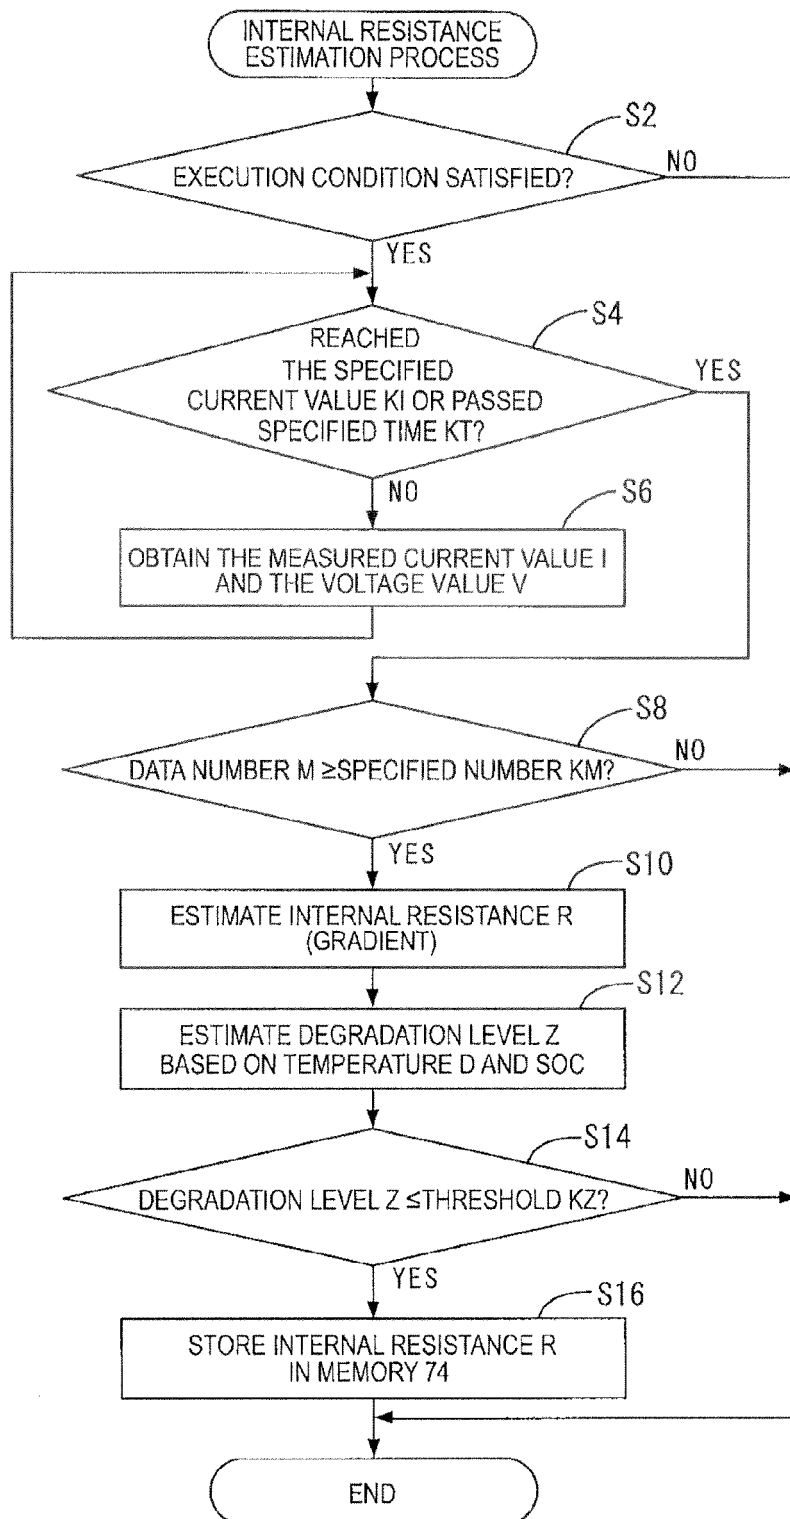 INTERNAL RESISTANCE
ESTIMATION PROCESS
S2
EXECUTION CONDITION SATISFIED?
NO
YES
S4
REACHED
THE SPECIFIED
CURRENT VALUE KI OR PASSED
SPECIFIED TIME KT?
YES
NO
S6
OBTAIN THE MEASURED CURRENT VALUE I
AND THE VOLTAGE VALUE V
S8
DATA NUMBER M ≥SPECIFIED NUMBER KM?
NO
YES
S10
ESTIMATE INTERNAL RESISTANCE R
(GRADIENT)
S12
ESTIMATE DEGRADATION LEVEL Z
BASED ON TEMPERATURE D AND SOC
S14
DEGRADATION LEVEL Z ≤THRESHOLD KZ?
NO
YES
S16
STORE INTERNAL RESISTANCE R
IN MEMORY 74
END